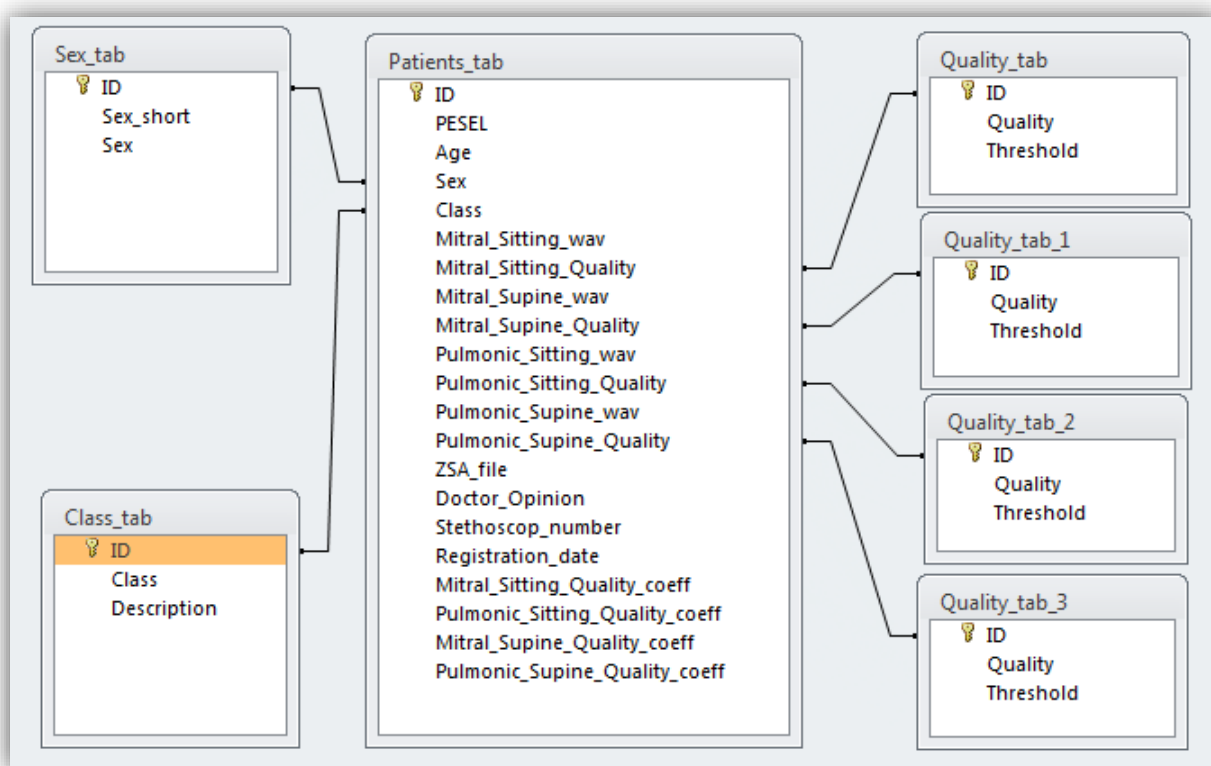 Sex_tab
ID
Sex_short
Sex
Class_tab
ID
Class
Description
Patients_tab
ID
PESEL
Age
Sex
Class
Mitral_Sitting_wav
Mitral_Sitting_Quality
Mitral_Supine_wav
Mitral_Supine_Quality
Pulmonic_Sitting_wav
Pulmonic_Sitting_Quality
Pulmonic_Supine_wav
Pulmonic_Supine_Quality
ZSA_file
Doctor_Opinion
Stethoscop_number
Registration_date
Mitral_Sitting_Quality_coeff
Pulmonic_Sitting_Quality_coeff
Mitral_Supine_Quality_coeff
Pulmonic_Supine_Quality_coeff
Quality_tab
ID
Quality
Threshold
Quality_tab_1
ID
Quality
Threshold
Quality_tab_2
ID
Quality
Threshold
Quality_tab_3
ID
Quality
Threshold